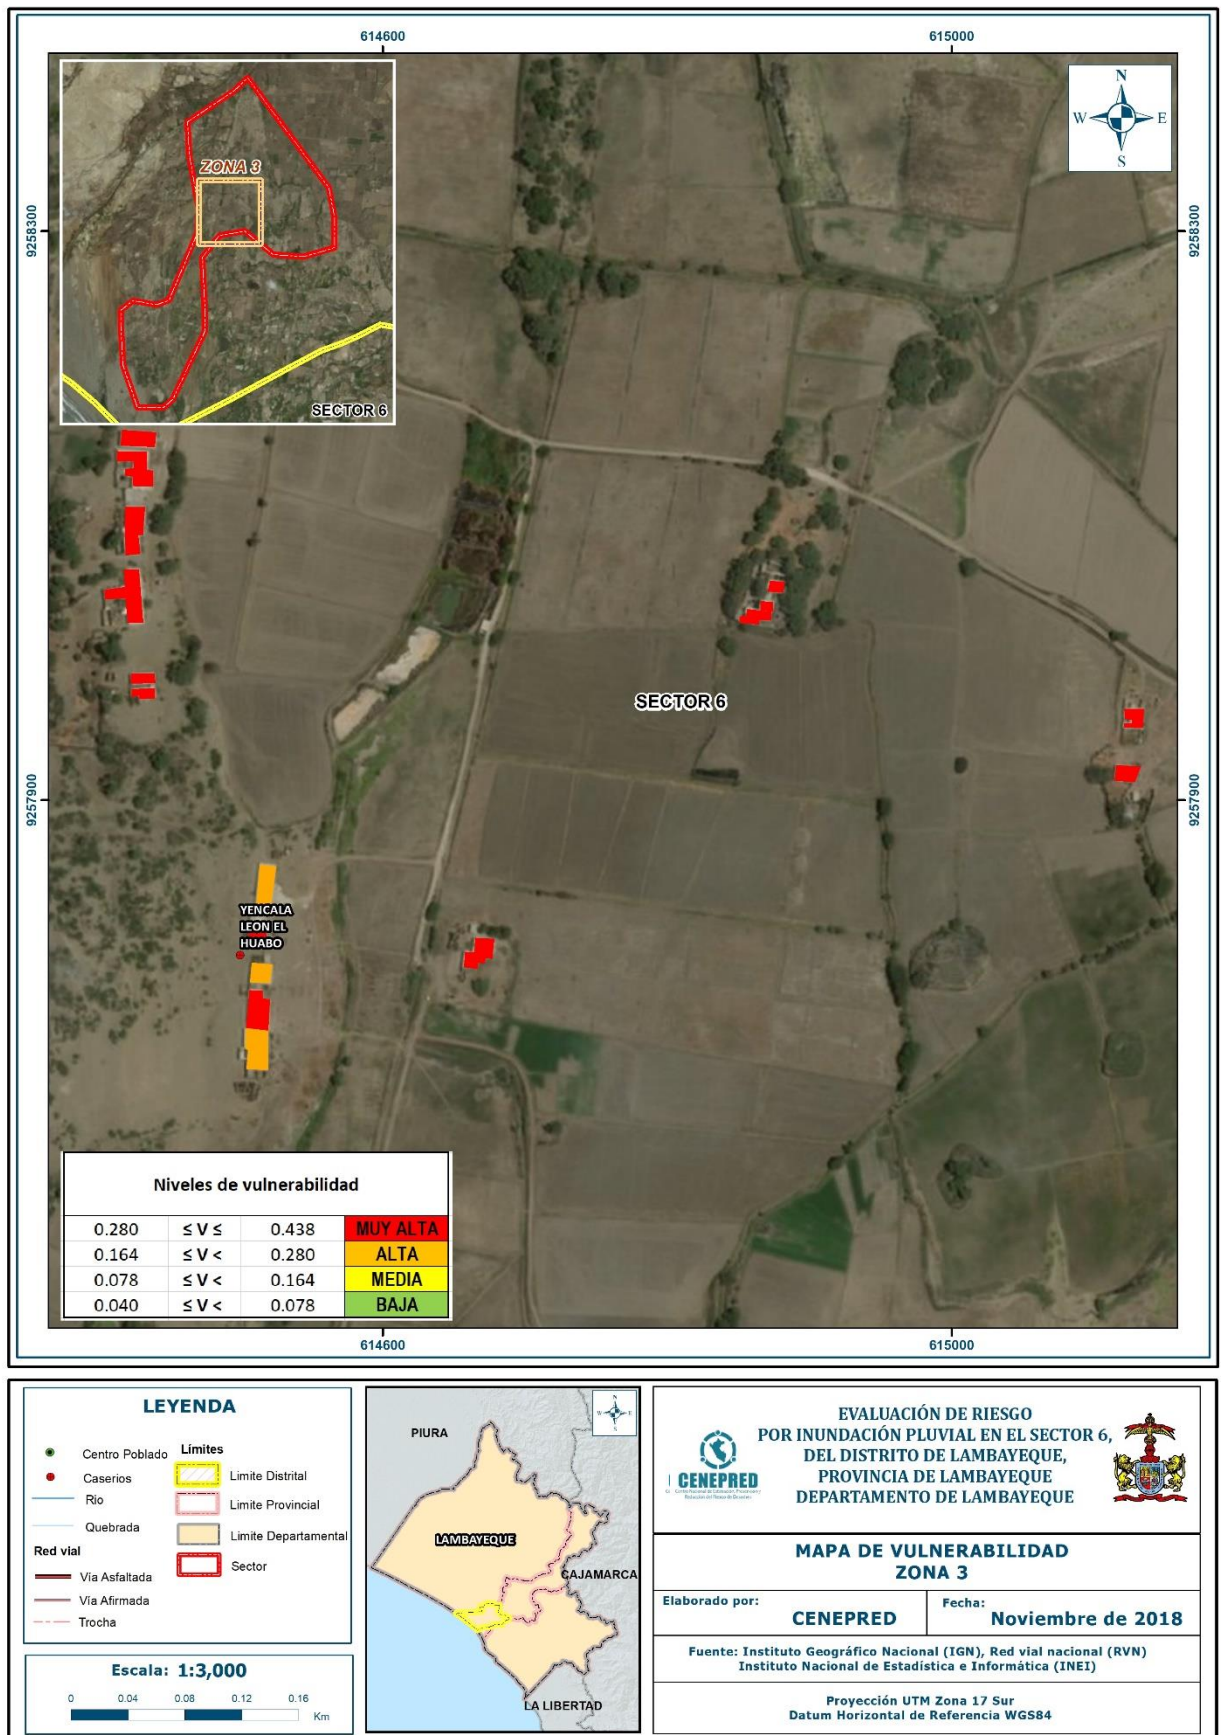 614600
615000
N
W
E
S
ZONA 3
SECTOR 6
9258300
9258300
SECTOR 6
9257900
9257900
YENCALA
LEON EL
HUABO
Niveles de vulnerabilidad
0.280 ≤ V ≤ 0.438 MUY ALTA
0.164 ≤ V < 0.280 ALTA
0.078 ≤ V < 0.164 MEDIA
0.040 ≤ V < 0.078 BAJA
614600
615000
LEYENDA
Centro Poblado
Caserios
Rio
Quebrada
Red vial
Vía Asfaltada
Vía Afirmada
Trocha
Límites
Limite Distrital
Limite Provincial
Limite Departamental
Sector
Escala: 1:3,000
0 0.04 0.08 0.12 0.16
Km
PIURA
N
W
E
S
LAMBAYEQUE
CAJAMARCA
LA LIBERTAD
CENEPRED
EVALUACIÓN DE RIESGO
POR INUNDACIÓN PLUVIAL EN EL SECTOR 6,
DEL DISTRITO DE LAMBAYEQUE,
PROVINCIA DE LAMBAYEQUE
DEPARTAMENTO DE LAMBAYEQUE
MAPA DE VULNERABILIDAD
ZONA 3
Elaborado por:
CENEPRED
Fecha:
Noviembre de 2018
Fuente: Instituto Geográfico Nacional (IGN), Red vial nacional (RVN)
Instituto Nacional de Estadística e Informática (INEI)
Proyección UTM Zona 17 Sur
Datum Horizontal de Referencia WGS84